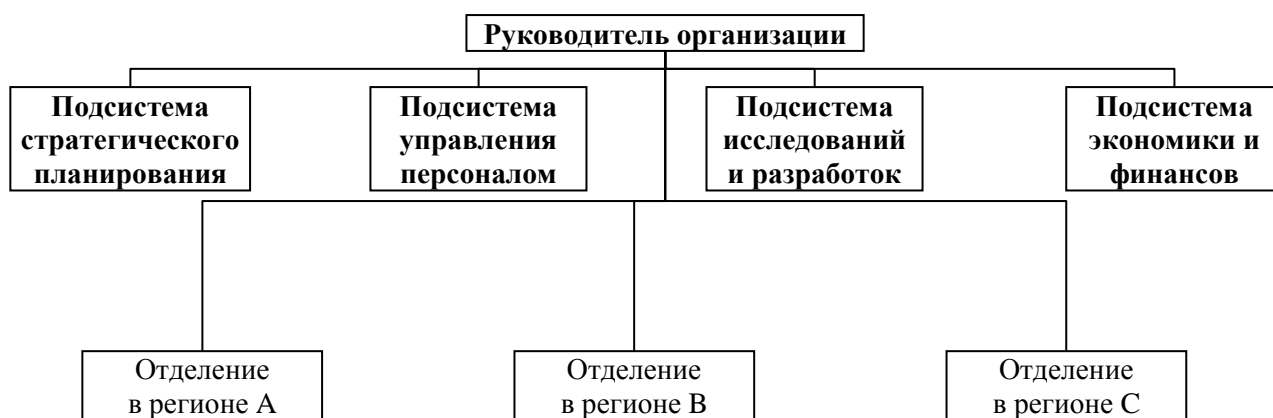 Руководитель организации
Подсистема
стратегического
планирования
Подсистема
управления
персоналом
Подсистема
исследований
и разработок
Подсистема
экономики и
финансов
Отделение
в регионе А
Отделение
в регионе В
Отделение
в регионе С